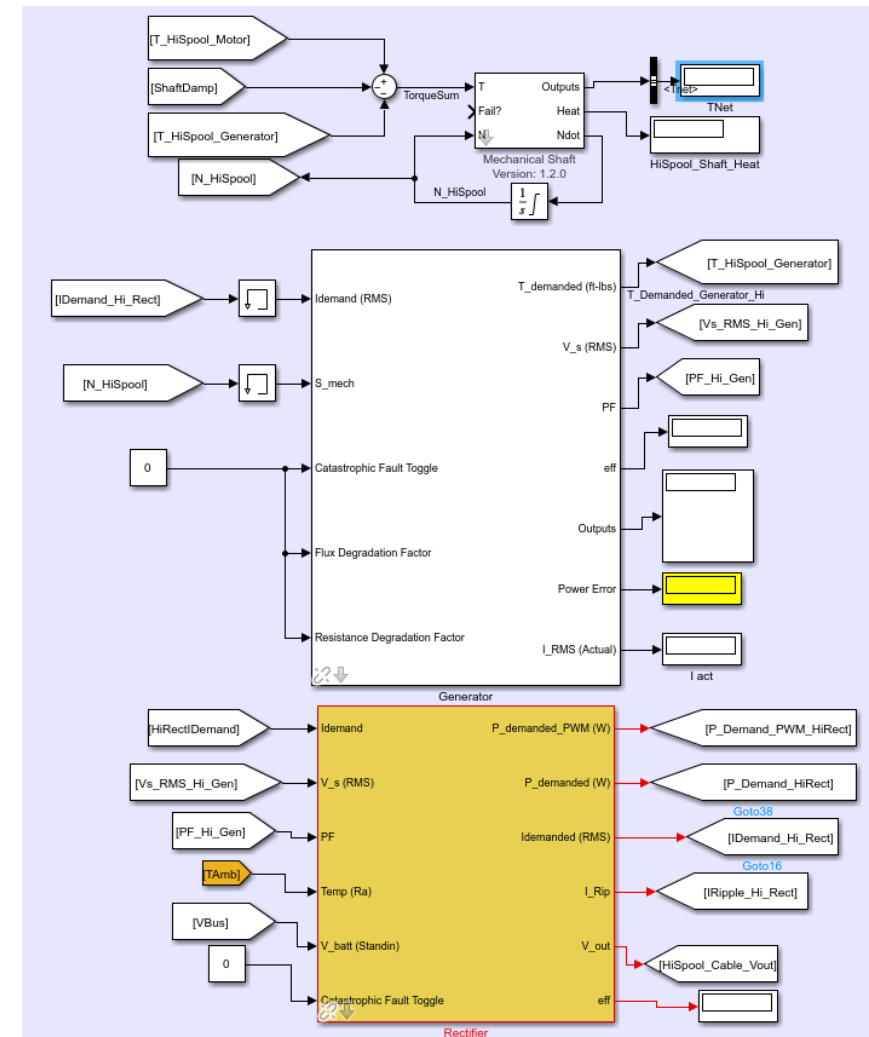 [T_HiSpool_Motor]
[ShaftDamp]
[T_HiSpool_Generator]
[N_HiSpool]
+
−
−
TorqueSum
T
Fail?
N
Outputs
Heat
Ndot
Mechanical Shaft
Version: 1.2.0
<Tnet>
TNet
HiSpool_Shaft_Heat
N_HiSpool
1
s
[IDemand_Hi_Rect]
[N_HiSpool]
0
Idemand (RMS)
S_mech
Catastrophic Fault Toggle
Flux Degradation Factor
Resistance Degradation Factor
T_demanded (ft-lbs)
V_s (RMS)
PF
eff
Outputs
Power Error
I_RMS (Actual)
Generator
[T_HiSpool_Generator]
T_Demanded_Generator_Hi
[Vs_RMS_Hi_Gen]
[PF_Hi_Gen]
I act
[HiRectIDemand]
[Vs_RMS_Hi_Gen]
[PF_Hi_Gen]
[TAmb]
[VBus]
0
Idemand
V_s (RMS)
PF
Temp (Ra)
V_batt (Standin)
Catastrophic Fault Toggle
P_demanded_PWM (W)
P_demanded (W)
Idemanded (RMS)
I_Rip
V_out
eff
Rectifier
[P_Demand_PWM_HiRect]
[P_Demand_HiRect]
Goto38
[IDemand_Hi_Rect]
Goto16
[IRipple_Hi_Rect]
[HiSpool_Cable_Vout]